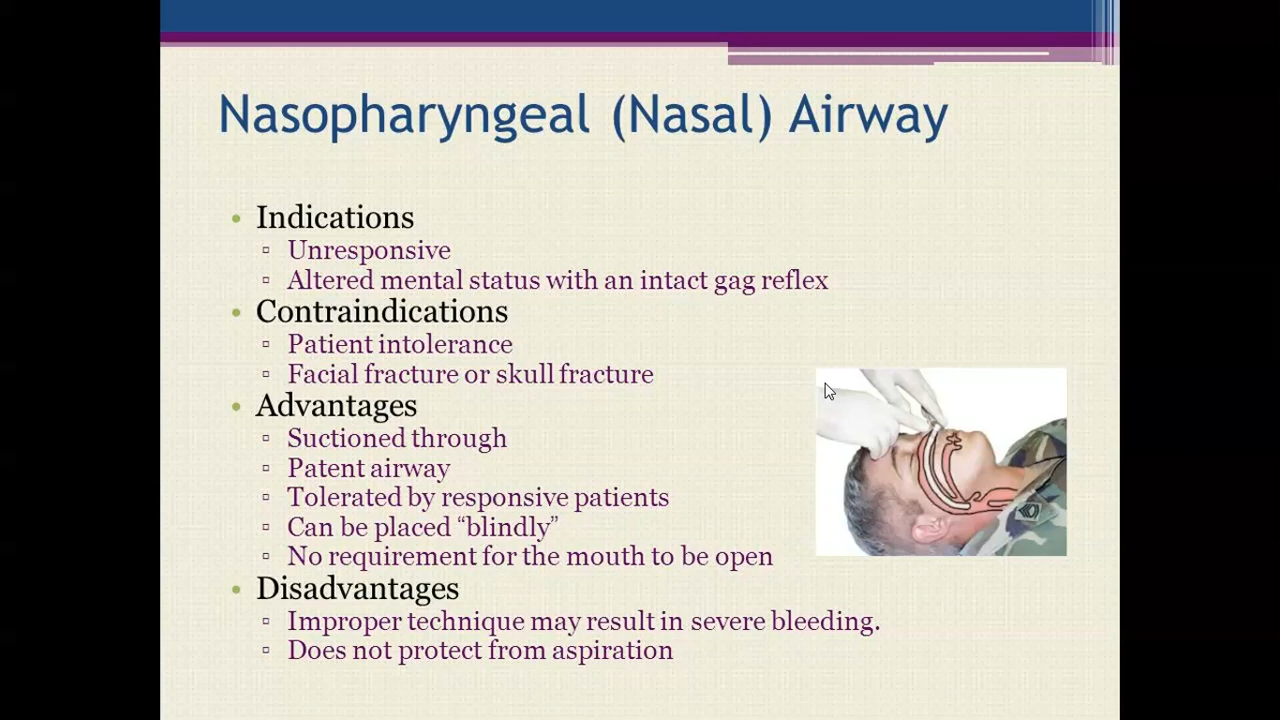 Nasopharyngeal (Nasal) Airway
• Indications
▫ Unresponsive
▫ Altered mental status with an intact gag reflex
• Contraindications
▫ Patient intolerance
▫ Facial fracture or skull fracture
• Advantages
▫ Suctioned through
▫ Patent airway
▫ Tolerated by responsive patients
▫ Can be placed “blindly”
▫ No requirement for the mouth to be open
• Disadvantages
▫ Improper technique may result in severe bleeding.
▫ Does not protect from aspiration